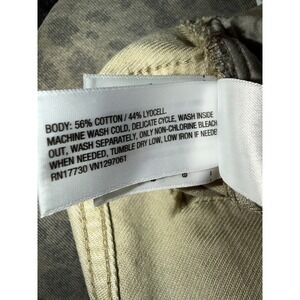 BODY: 56% COTTON / 44% LYOCELL.
MACHINE WASH COLD, DELICATE CYCLE, WASH INSIDE
OUT, WASH SEPARATELY, ONLY NON-CHLORINE BLEACH
WHEN NEEDED, TUMBLE DRY LOW, LOW IRON IF NEEDED
RN17730 VN1297061